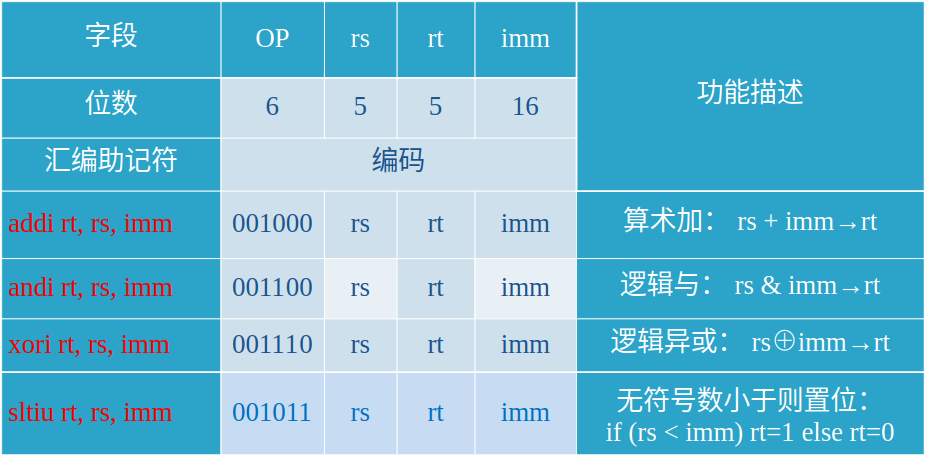 字段 OP rs rt imm 功能描述
位数 6 5 5 16
汇编助记符 编码
addi rt, rs, imm 001000 rs rt imm 算术加： rs + imm→rt
andi rt, rs, imm 001100 rs rt imm 逻辑与： rs & imm→rt
xori rt, rs, imm 001110 rs rt imm 逻辑异或： rs⊕imm→rt
sltiu rt, rs, imm 001011 rs rt imm 无符号数小于则置位：
if (rs < imm) rt=1 else rt=0